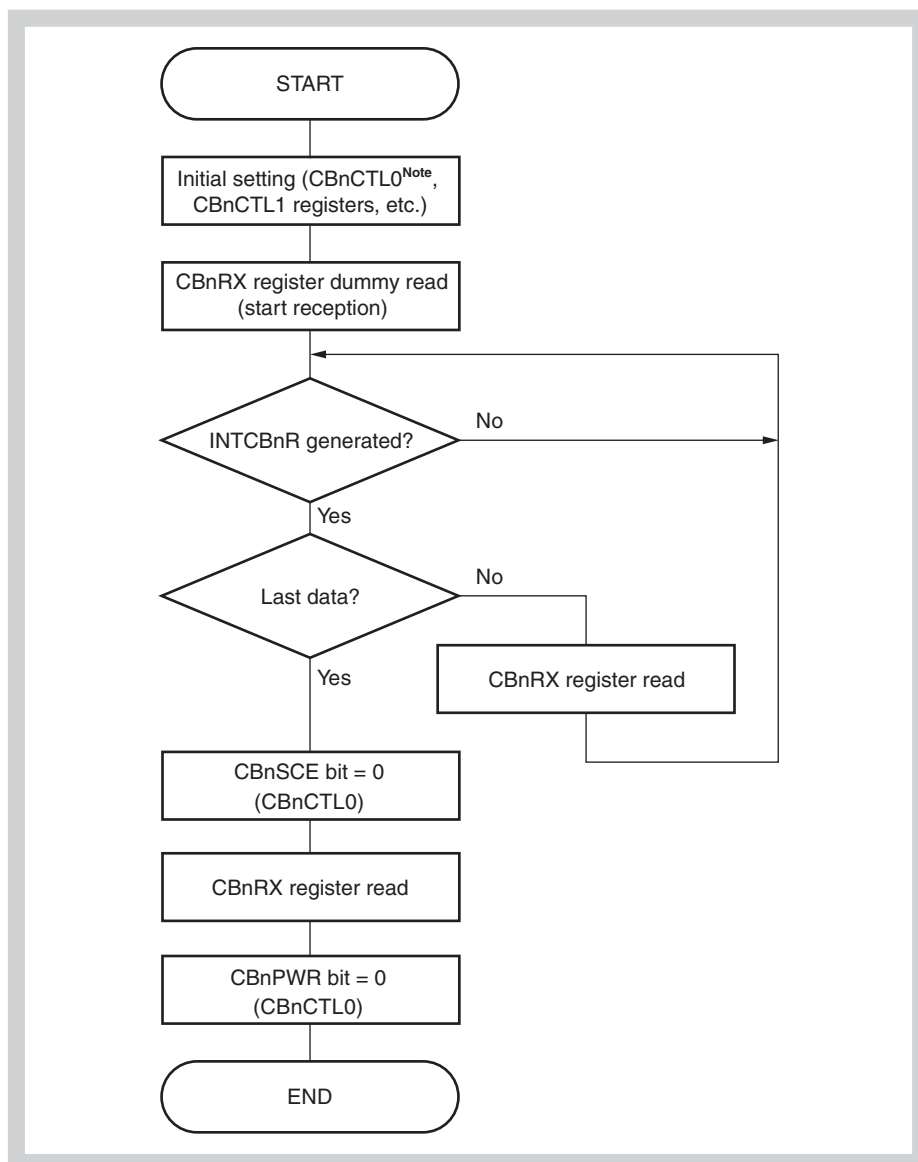 START
Initial setting (CBnCTL0Note,
CBnCTL1 registers, etc.)
CBnRX register dummy read
(start reception)
INTCBnR generated?
No
Yes
Last data?
No
Yes
CBnRX register read
CBnSCE bit = 0
(CBnCTL0)
CBnRX register read
CBnPWR bit = 0
(CBnCTL0)
END